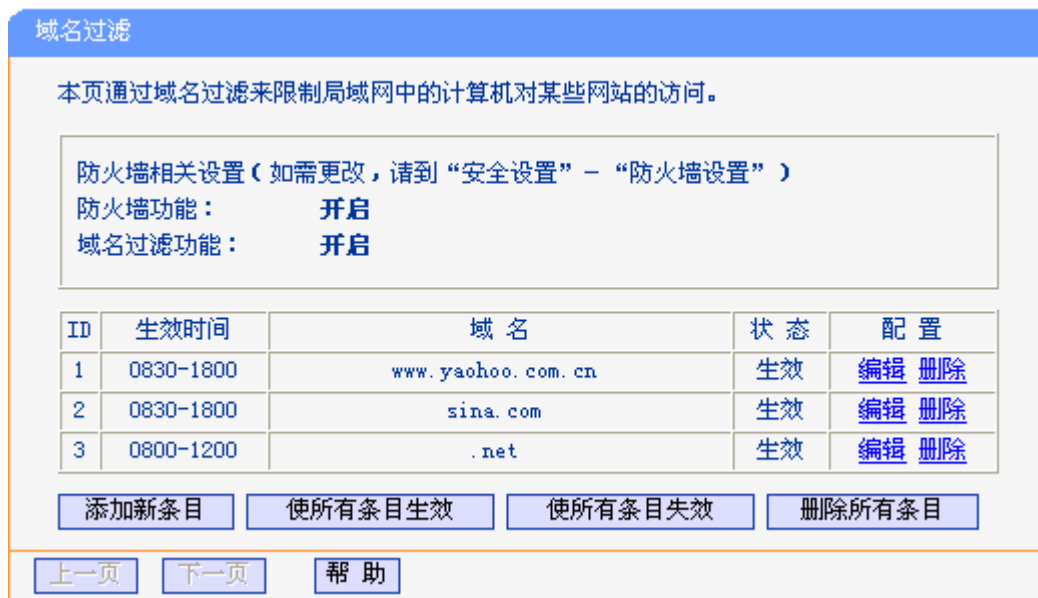 域名过滤
本页通过域名过滤来限制局域网中的计算机对某些网站的访问。
防火墙相关设置(如需更改,请到“安全设置”-“防火墙设置”)
防火墙功能: 开启
域名过滤功能: 开启
ID 生效时间 域 名 状 态 配 置
1 0830-1800 www.yaohoo.com.cn 生效 编辑 删除
2 0830-1800 sina.com 生效 编辑 删除
3 0800-1200 .net 生效 编辑 删除
添加新条目 使所有条目生效 使所有条目失效 删除所有条目
上一页 下一页 帮 助